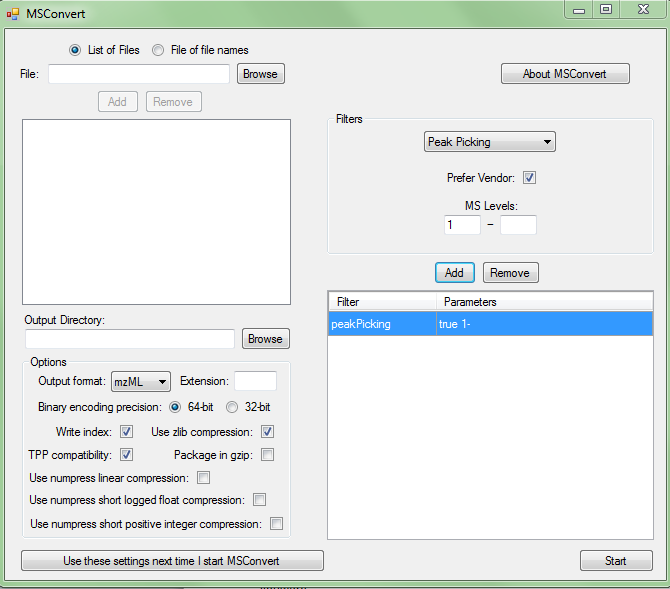 MSConvert
List of Files File of file names
File: Browse
About MSConvert
Add Remove
Filters
Peak Picking
Prefer Vendor:
MS Levels:
1 -
Add Remove
Filter Parameters
peakPicking true 1-
Output Directory:
Browse
Options
Output format: mzML Extension:
Binary encoding precision: 64-bit 32-bit
Write index: Use zlib compression:
TPP compatibility: Package in gzip:
Use numpress linear compression:
Use numpress short logged float compression:
Use numpress short positive integer compression:
Use these settings next time I start MSConvert
Start